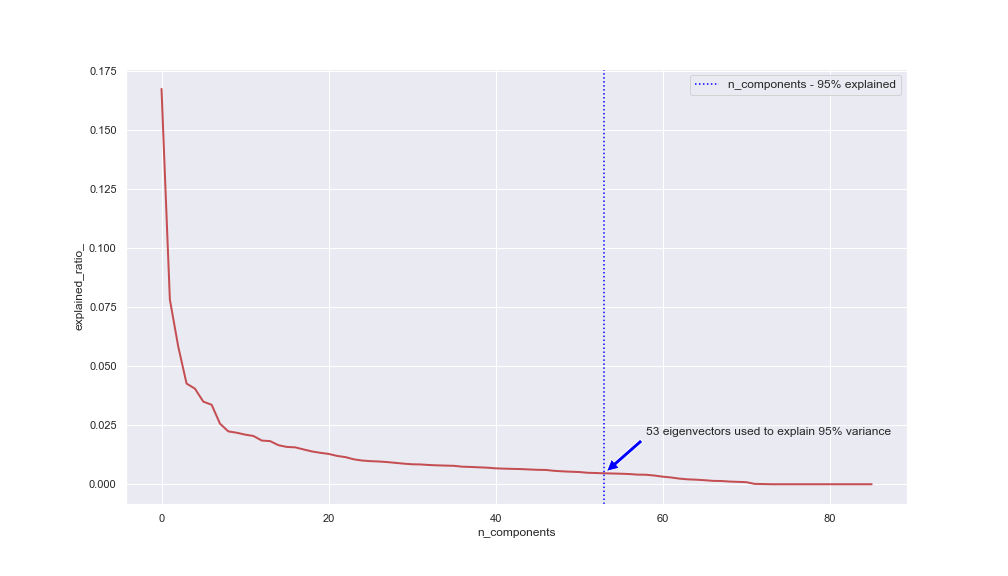 n_components - 95% explained
0.175
0.150
0.125
0.100
0.075
0.050
0.025
0.000
explained_ratio_
53 eigenvectors used to explain 95% variance
0 20 40 60 80
n_components